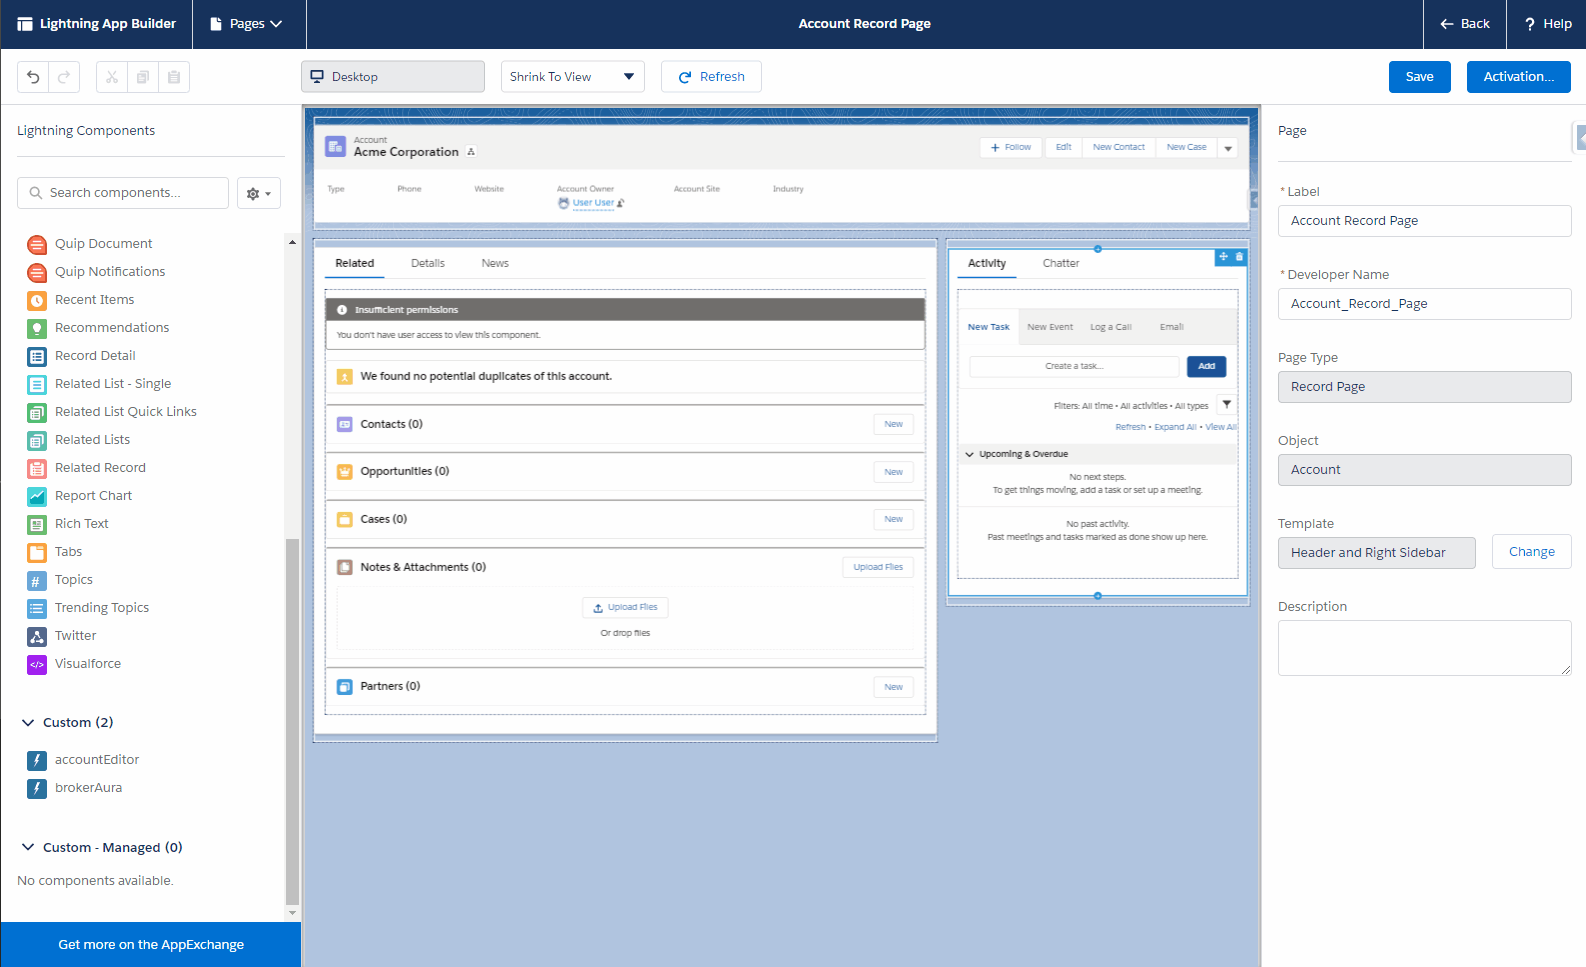 Lightning App Builder
Pages
Account Record Page
Back
? Help
Desktop
Shrink To View
Refresh
Save
Activation...
Lightning Components
Search components...
Quip Document
Quip Notifications
Recent Items
Recommendations
Record Detail
Related List - Single
Related List Quick Links
Related Lists
Related Record
Report Chart
Rich Text
Tabs
# Topics
Trending Topics
Twitter
</> Visualforce
Custom (2)
accountEditor
brokerAura
Custom - Managed (0)
No components available.
Get more on the AppExchange
Account
Acme Corporation
+ Follow
Edit
New Contact
New Case
Type
Phone
Website
Account Owner
Account Site
Industry
User User
Related
Details
News
Insufficient permissions
You don't have user access to view this component.
We found no potential duplicates of this account.
Contacts (0)
New
Opportunities (0)
New
Cases (0)
New
Notes & Attachments (0)
Upload Files
Upload Files
Or drop files
Partners (0)
New
Activity
Chatter
New Task
New Event
Log a Call
Email
Create a task...
Add
Filters: All time • All activities • All types
Refresh • Expand All • View All
Upcoming & Overdue
No next steps.
To get things moving, add a task or set up a meeting.
No past activity.
Past meetings and tasks marked as done show up here.
Page
* Label
Account Record Page
* Developer Name
Account_Record_Page
Page Type
Record Page
Object
Account
Template
Header and Right Sidebar
Change
Description